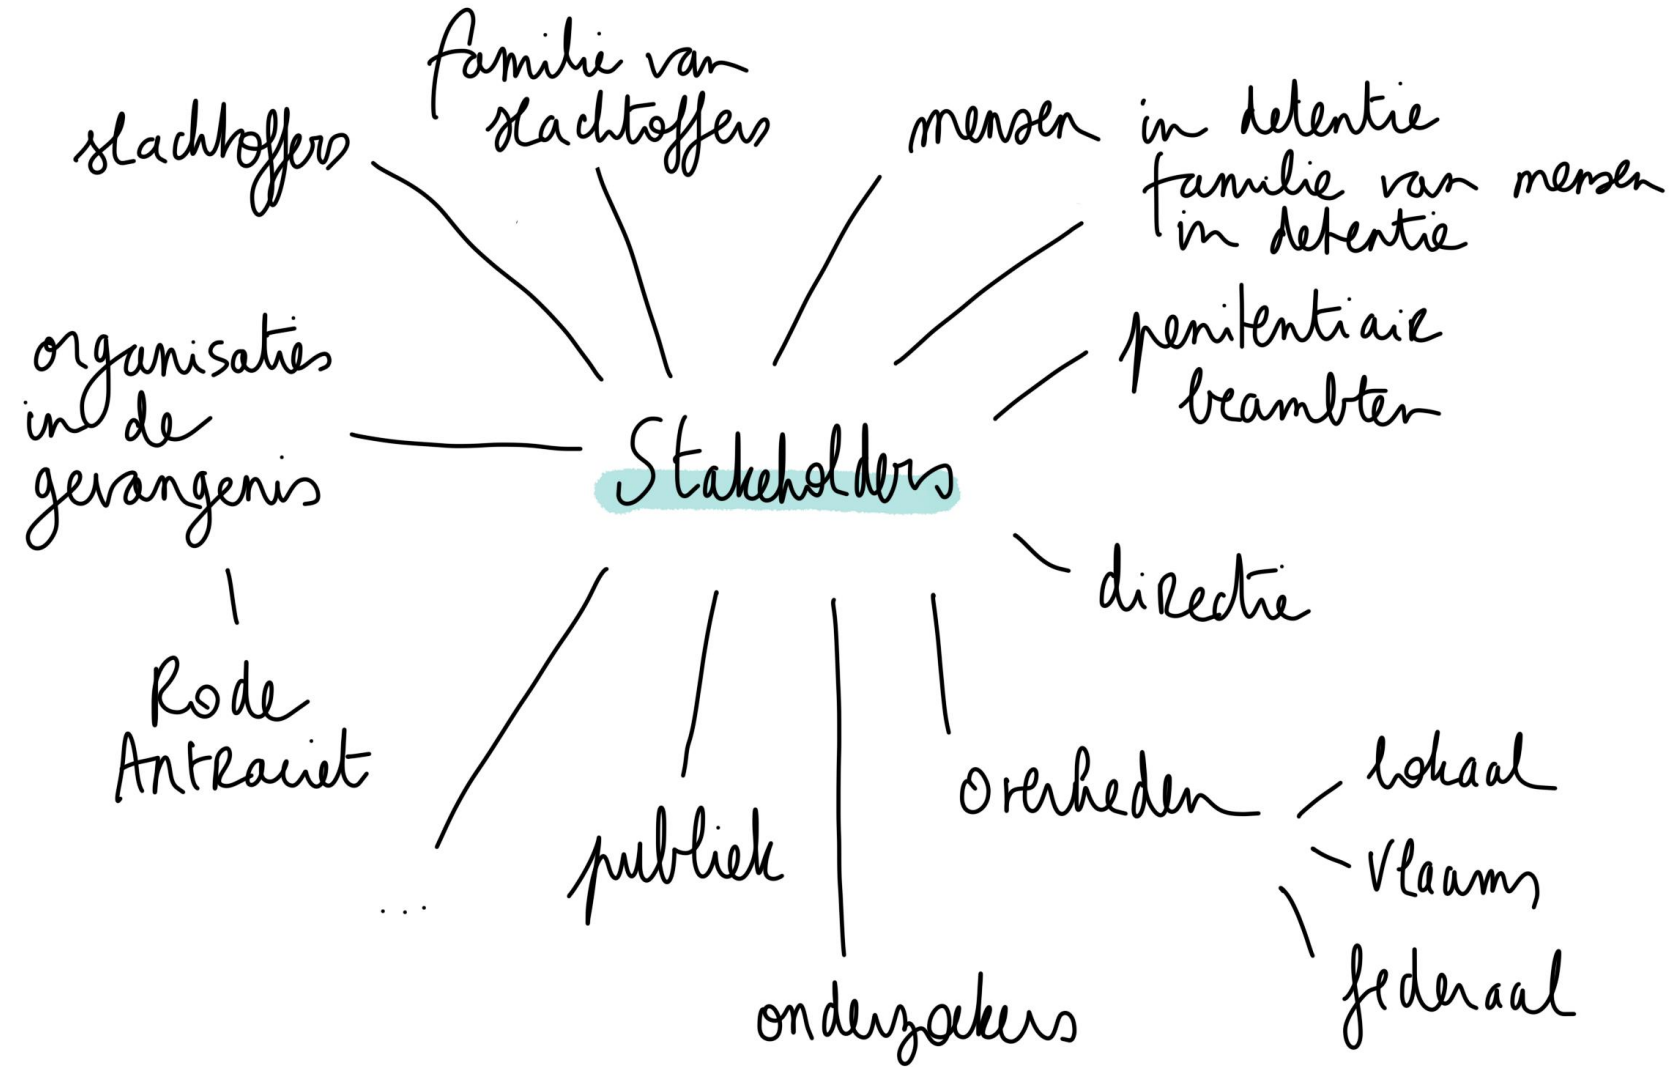 familie van
slachtoffers
slachtoffers
mensen in detentie
familie van mensen
in detentie
organisaties
in de
gevangenis
penitentiair
beambten
Stakeholders
directie
Rode
Antraciet
overheden
lokaal
Vlaams
federaal
publiek
...
onderzoekers